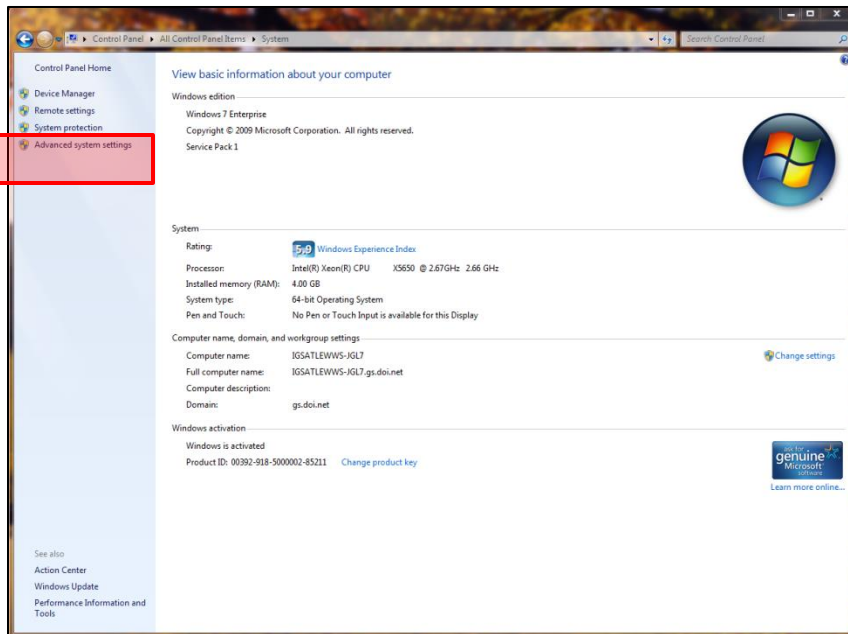 Control Panel ▸ All Control Panel Items ▸ System
Search Control Panel
Control Panel Home
Device Manager
Remote settings
System protection
Advanced system settings
View basic information about your computer
Windows edition
Windows 7 Enterprise
Copyright © 2009 Microsoft Corporation. All rights reserved.
Service Pack 1
System
Rating: 5,9 Windows Experience Index
Processor: Intel(R) Xeon(R) CPU X5650 @ 2.67GHz 2.66 GHz
Installed memory (RAM): 4.00 GB
System type: 64-bit Operating System
Pen and Touch: No Pen or Touch Input is available for this Display
Computer name, domain, and workgroup settings
Computer name: IGSATLEWWS-JGL7
Change settings
Full computer name: IGSATLEWWS-JGL7.gs.doi.net
Computer description:
Domain: gs.doi.net
Windows activation
Windows is activated
Product ID: 00392-918-5000002-85211 Change product key
ask for
genuine
Microsoft
software
Learn more online...
See also
Action Center
Windows Update
Performance Information and
Tools